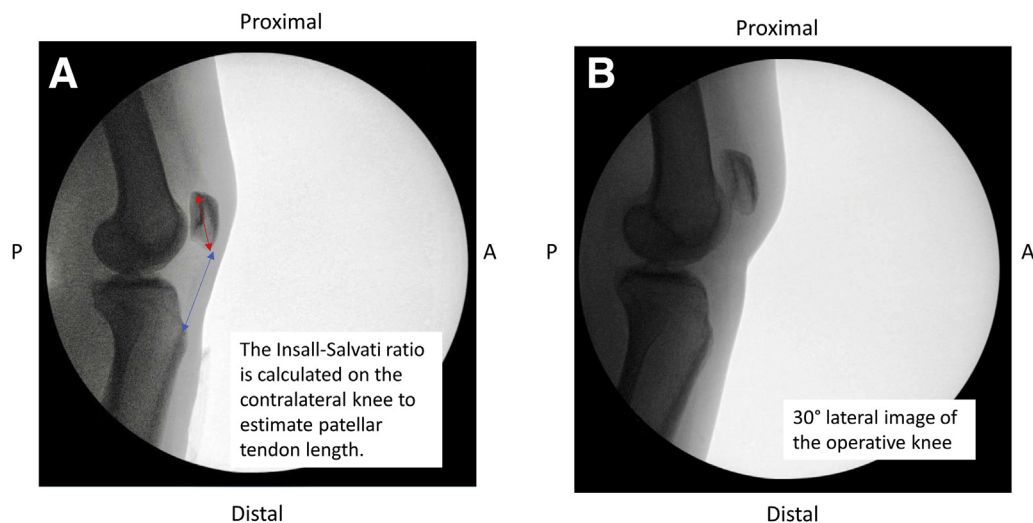 Proximal
Proximal
A
B
P
A
P
A
The Insall-Salvati ratio
is calculated on the
contralateral knee to
estimate patellar
tendon length.
30° lateral image of
the operative knee
Distal
Distal